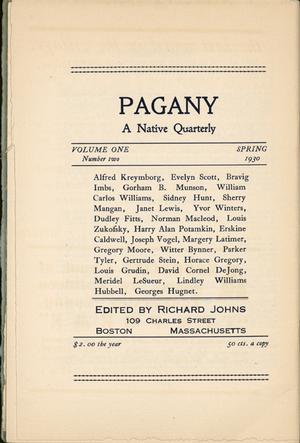 PAGANY
A Native Quarterly
VOLUME ONE SPRING
Number two 1930
Alfred Kreymborg, Evelyn Scott, Bravig
Imbs, Gorham B. Munson, William
Carlos Williams, Sidney Hunt, Sherry
Mangan, Janet Lewis, Yvor Winters,
Dudley Fitts, Norman Macleod, Louis
Zukofsky, Harry Alan Potamkin, Erskine
Caldwell, Joseph Vogel, Margery Latimer,
Gregory Moore, Witter Bynner, Parker
Tyler, Gertrude Stein, Horace Gregory,
Louis Grudin, David Cornel DeJong,
Meridel LeSueur, Lindley Williams
Hubbell, Georges Hugnet.
EDITED BY RICHARD JOHNS
109 CHARLES STREET
BOSTON MASSACHUSETTS
$2.00 the year 50 cts. a copy